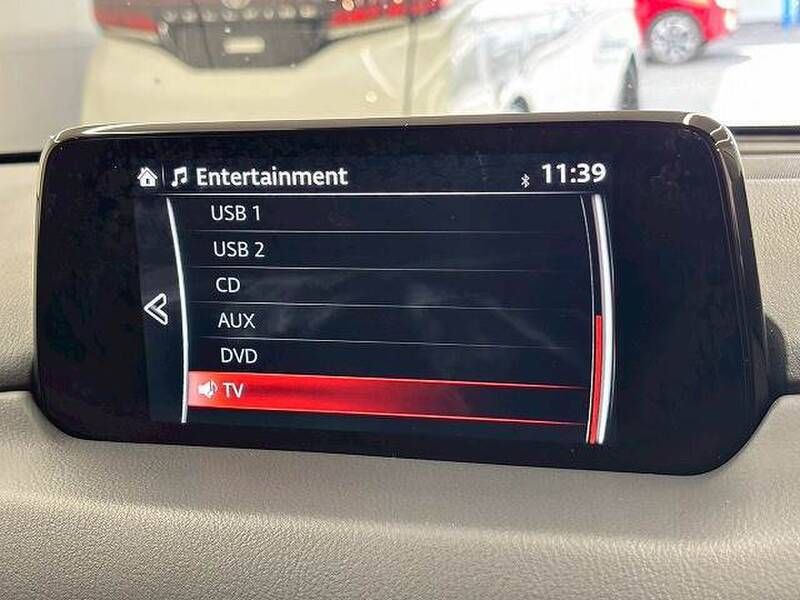 Entertainment 11:39
USB 1
USB 2
CD
AUX
DVD
TV